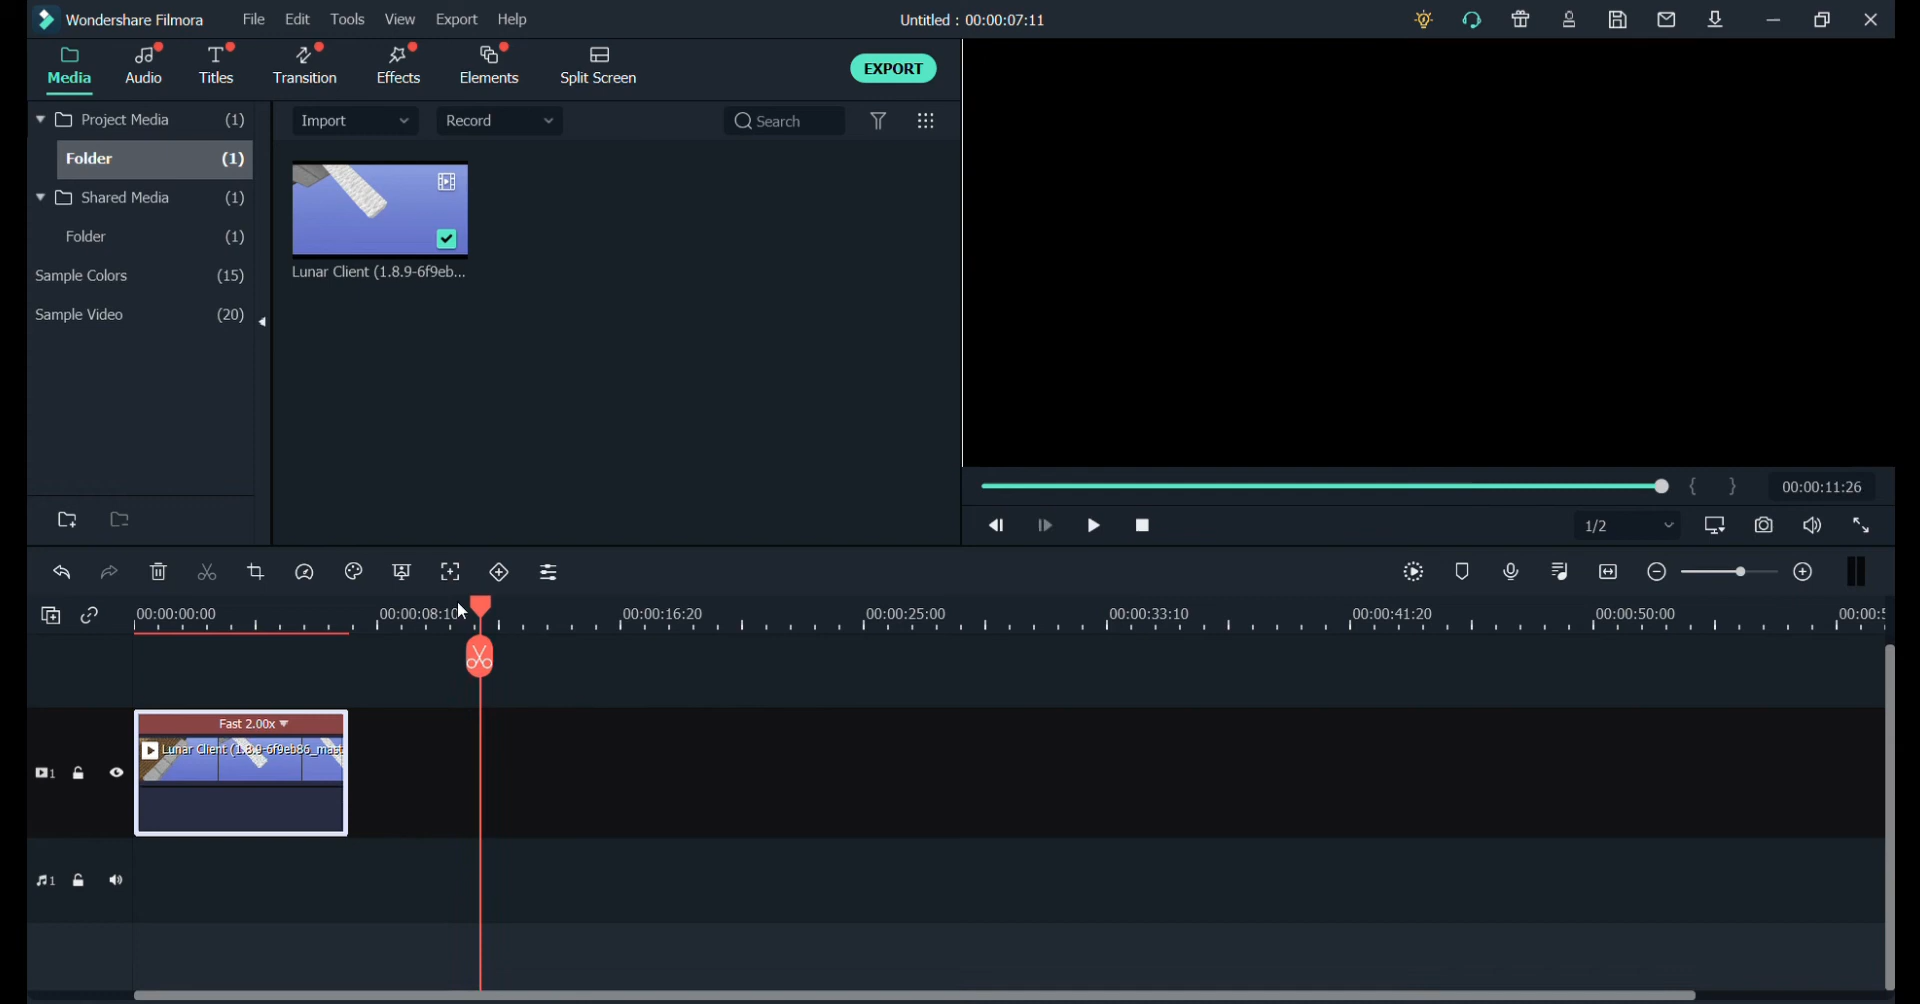 Wondershare Filmora File Edit Tools View Export Help Untitled : 00:00:07:11
Media Audio Titles Transition Effects Elements Split Screen EXPORT
Project Media (1)
Folder (1)
Shared Media (1)
Folder (1)
Sample Colors (15)
Sample Video (20)
Import Record Search
Lunar Client (1.8.9-6f9eb...
00:00:11:26
1/2
00:00:00:00 00:00:08:10 00:00:16:20 00:00:25:00 00:00:33:10 00:00:41:20 00:00:50:00 00:00:5
Fast 2.00x
Lunar Client (1.8.9-6f9eb86_mast
1
1